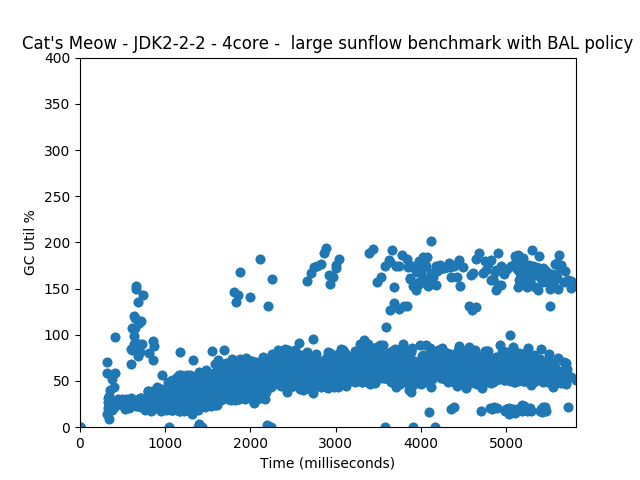 Cat's Meow - JDK2-2-2 - 4core -  large sunflow benchmark with BAL policy
400
350
300
250
200
150
100
50
0
GC Util %
0 1000 2000 3000 4000 5000
Time (milliseconds)